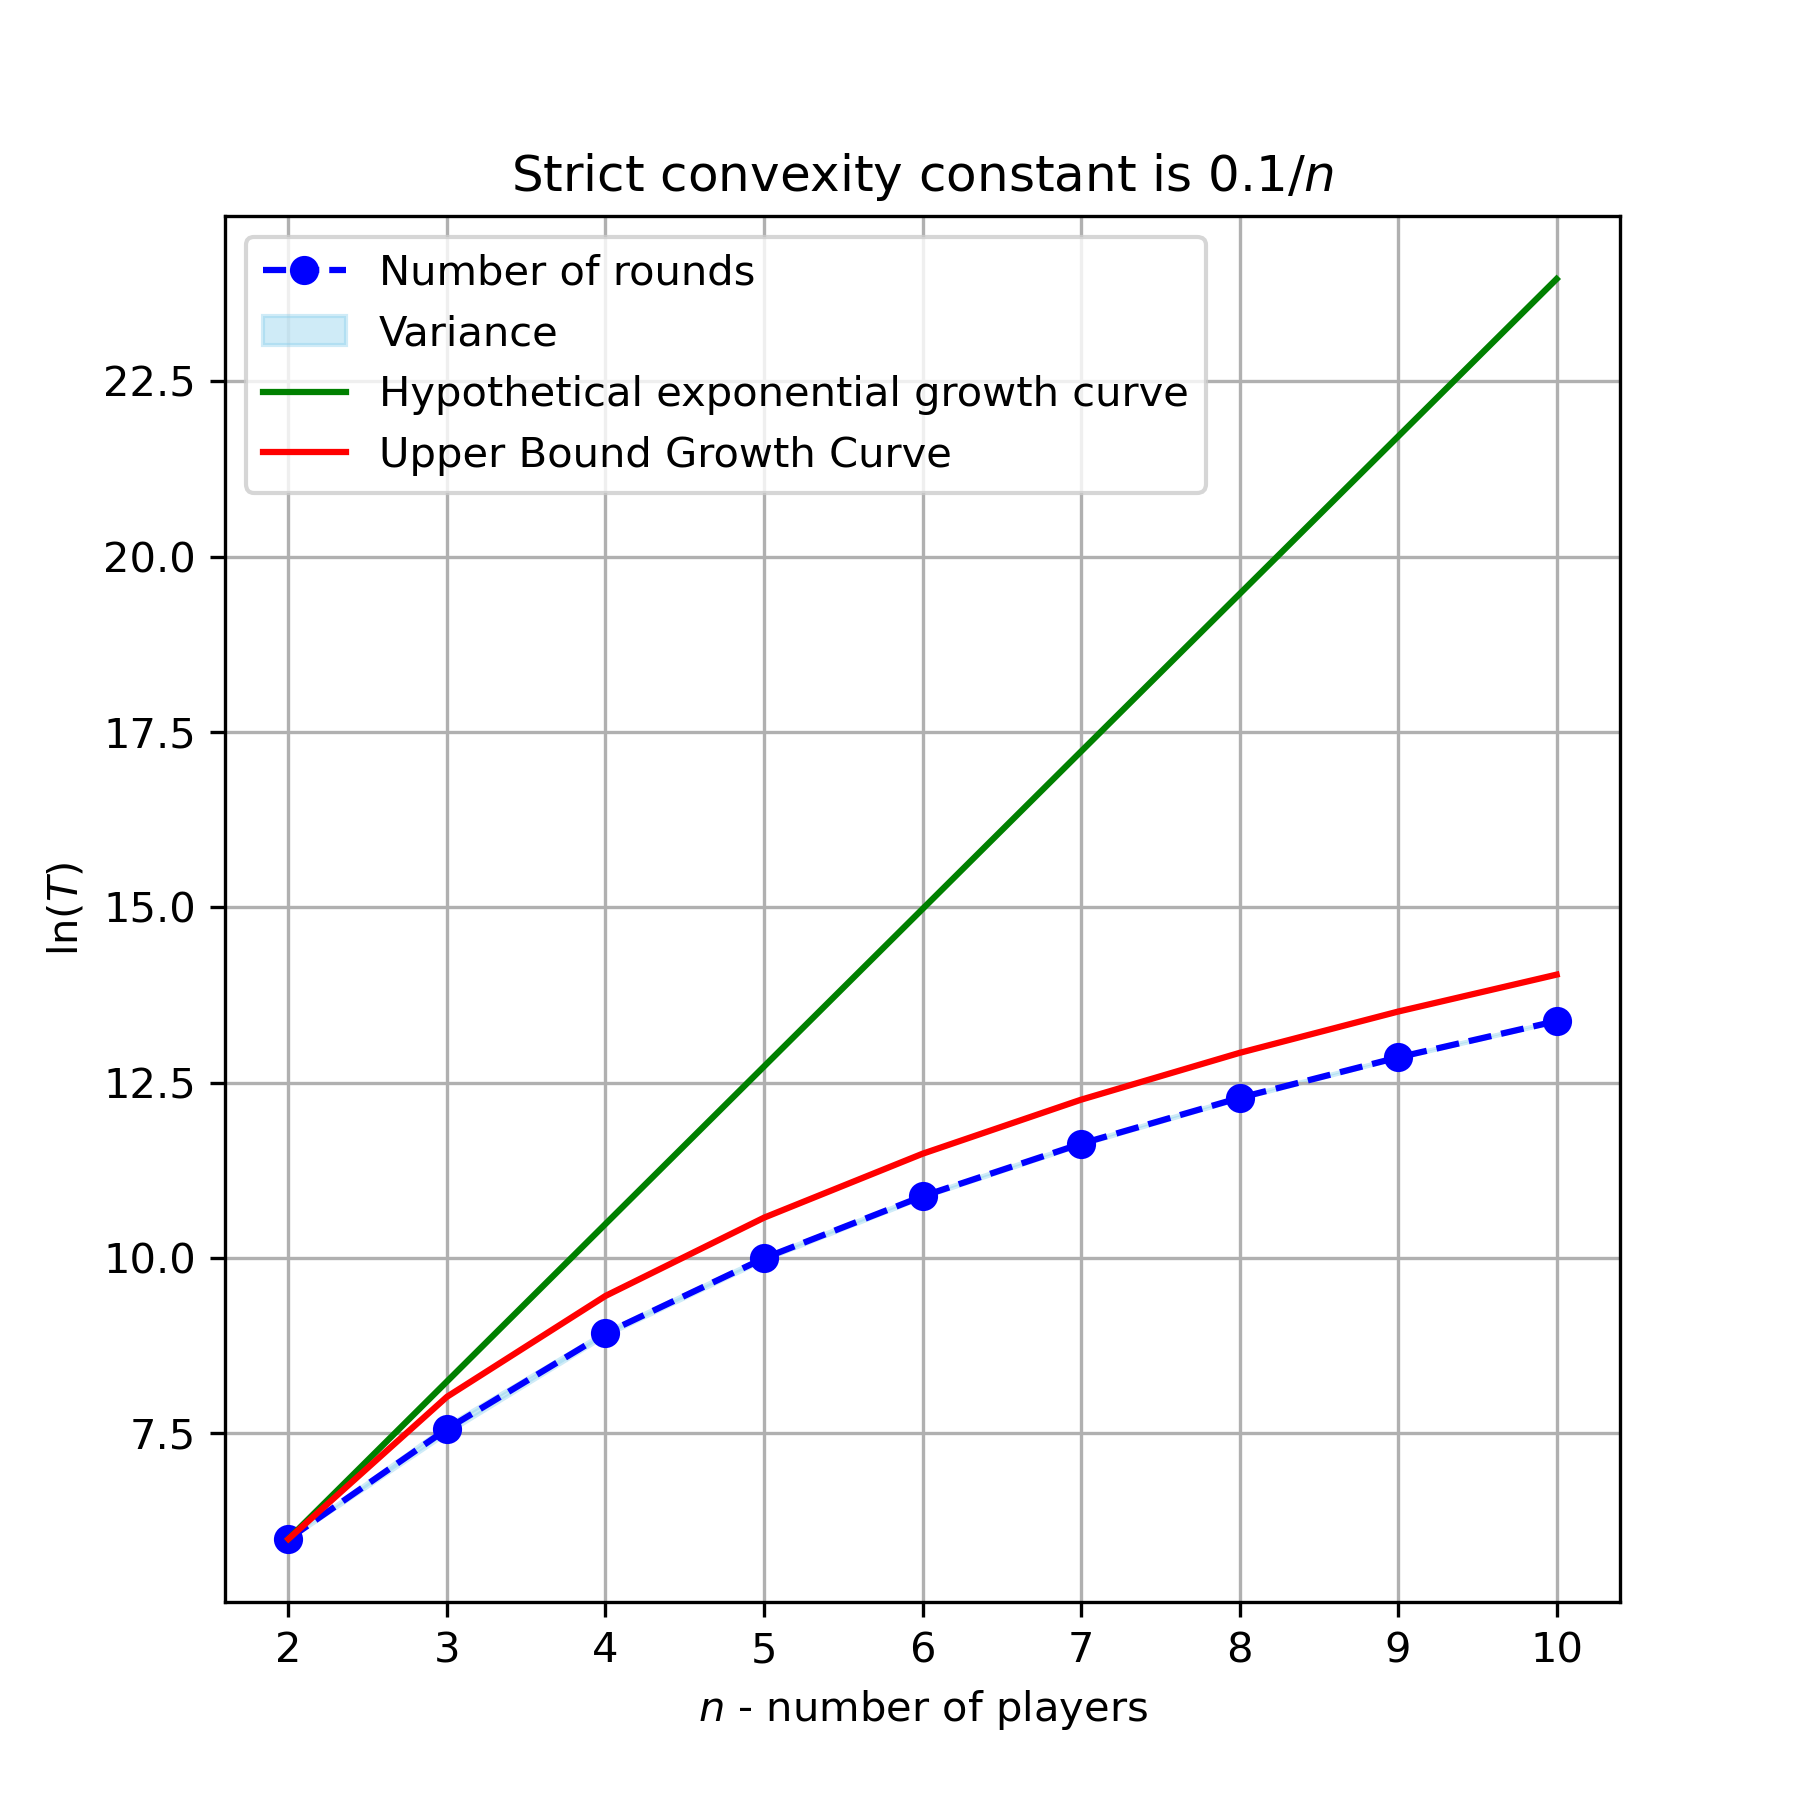 Strict convexity constant is 0.1/n
Number of rounds
Variance
Hypothetical exponential growth curve
Upper Bound Growth Curve
22.5
20.0
17.5
15.0
12.5
10.0
7.5
ln(T)
2 3 4 5 6 7 8 9 10
n - number of players